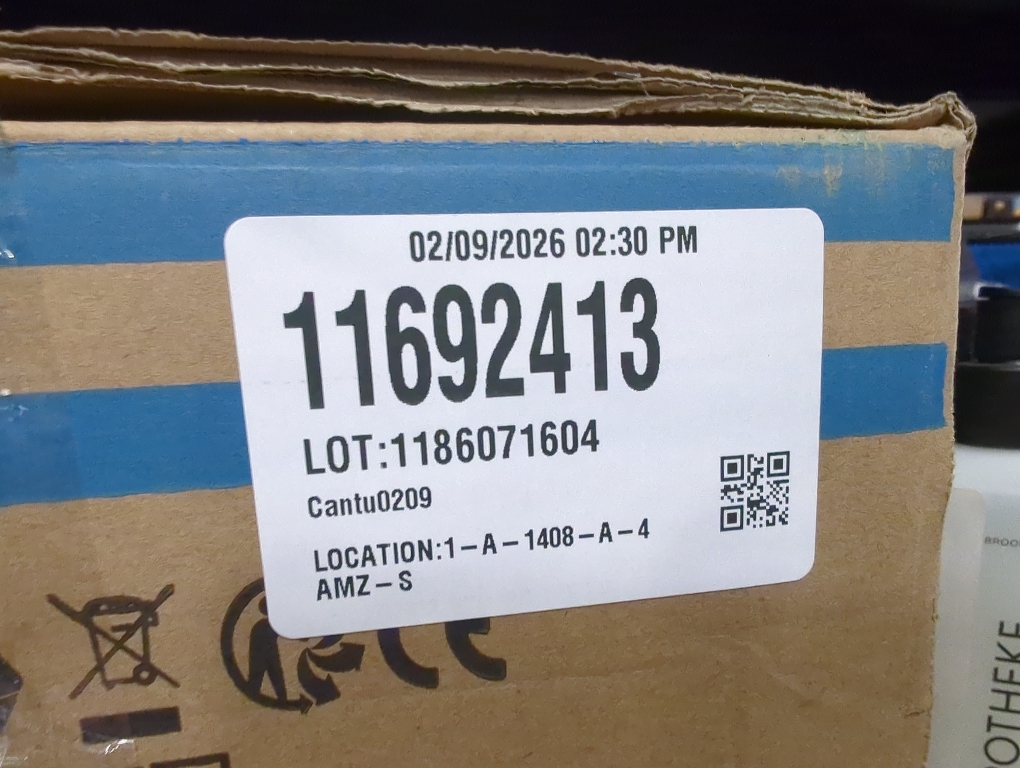 02/09/2026 02:30 PM
11692413
LOT:1186071604
Cantu0209
LOCATION:1-A-1408-A-4
AMZ-S